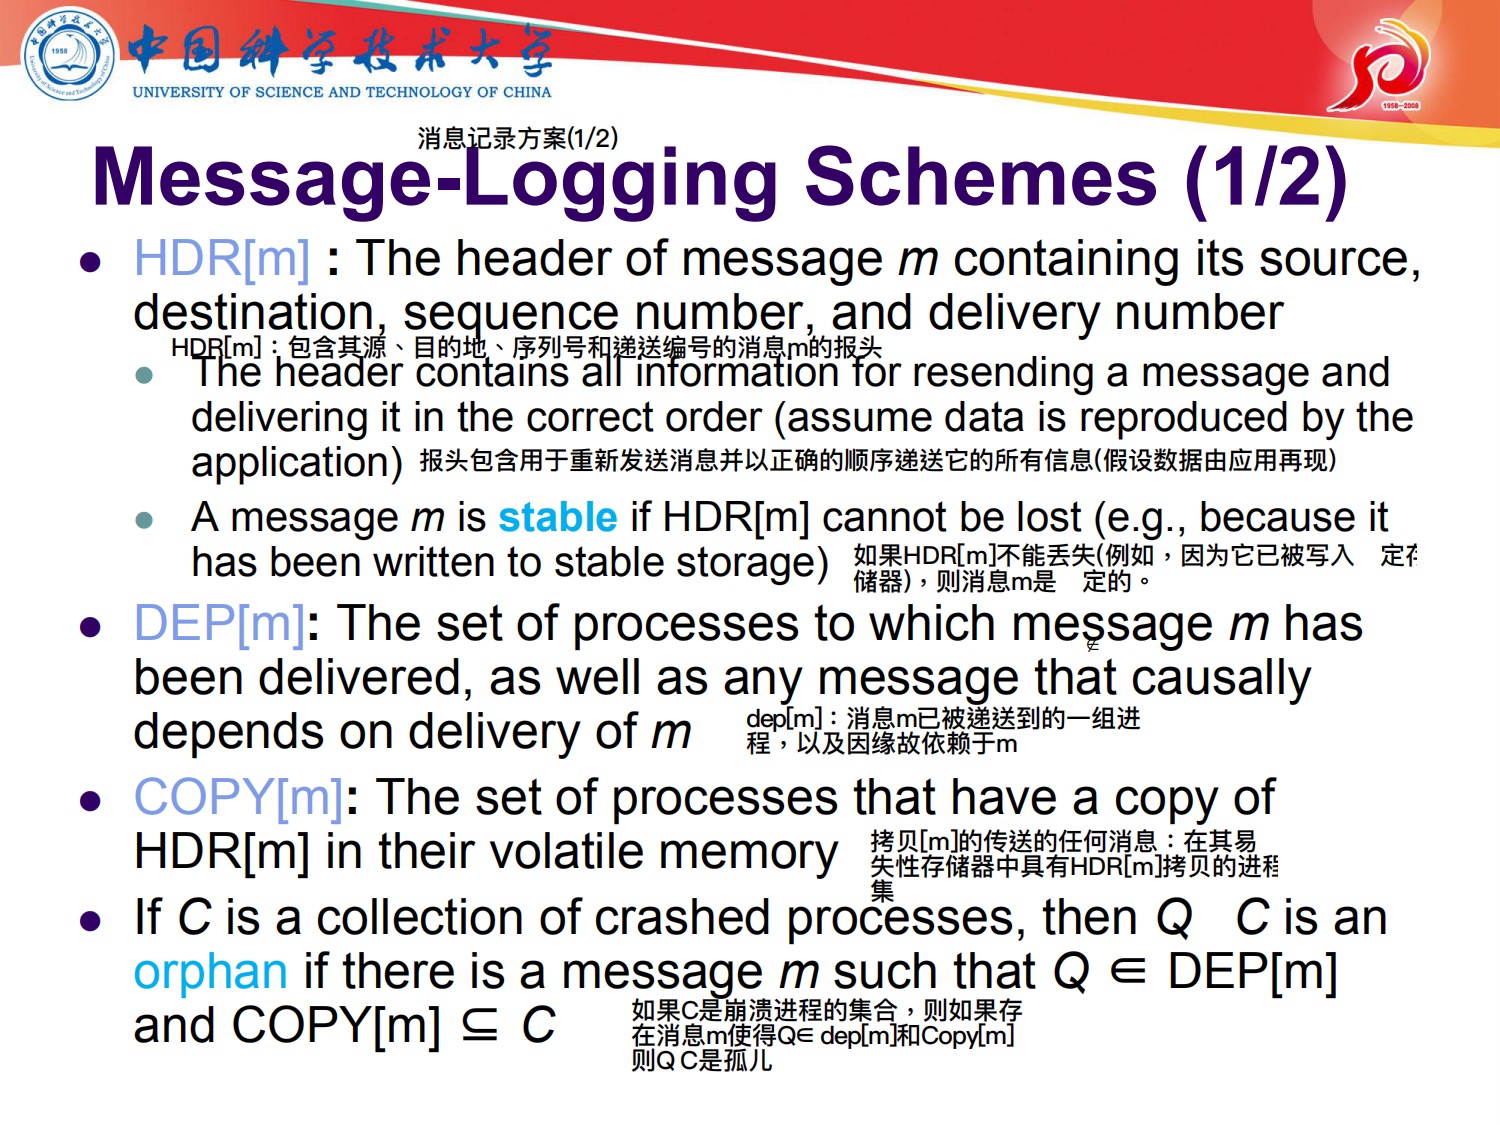 中国科学技术大学
UNIVERSITY OF SCIENCE AND TECHNOLOGY OF CHINA
1958
1958-2008
消息记录方案(1/2)
Message-Logging Schemes (1/2)
HDR[m] : The header of message m containing its source,
destination, sequence number, and delivery number
HDR[m]：包含其源、目的地、序列号和递送编号的消息m的报头
The header contains all information for resending a message and
delivering it in the correct order (assume data is reproduced by the
application) 报头包含用于重新发送消息并以正确的顺序递送它的所有信息(假设数据由应用再现)
A message m is stable if HDR[m] cannot be lost (e.g., because it
has been written to stable storage) 如果HDR[m]不能丢失(例如，因为它已被写入 定存
储器)，则消息m是 定的。
DEP[m]: The set of processes to which message m has
∉
been delivered, as well as any message that causally
depends on delivery of m
dep[m]：消息m已被递送到的一组进
程，以及因缘故依赖于m
COPY[m]: The set of processes that have a copy of
HDR[m] in their volatile memory
拷贝[m]的传送的任何消息：在其易
失性存储器中具有HDR[m]拷贝的进程
集
If C is a collection of crashed processes, then Q C is an
orphan if there is a message m such that Q ∈ DEP[m]
and COPY[m] ⊆ C
如果C是崩溃进程的集合，则如果存
在消息m使得Q∈ dep[m]和Copy[m]
则Q C是孤儿